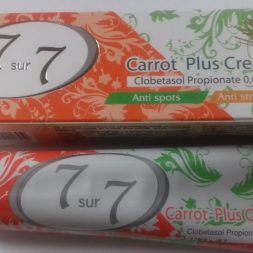 7 sur 7
Carrot Plus Cre
Clobetasol Propionate 0,0
Anti spots
Anti
7 sur 7
Carrot Plus C
Clobetasol Propion